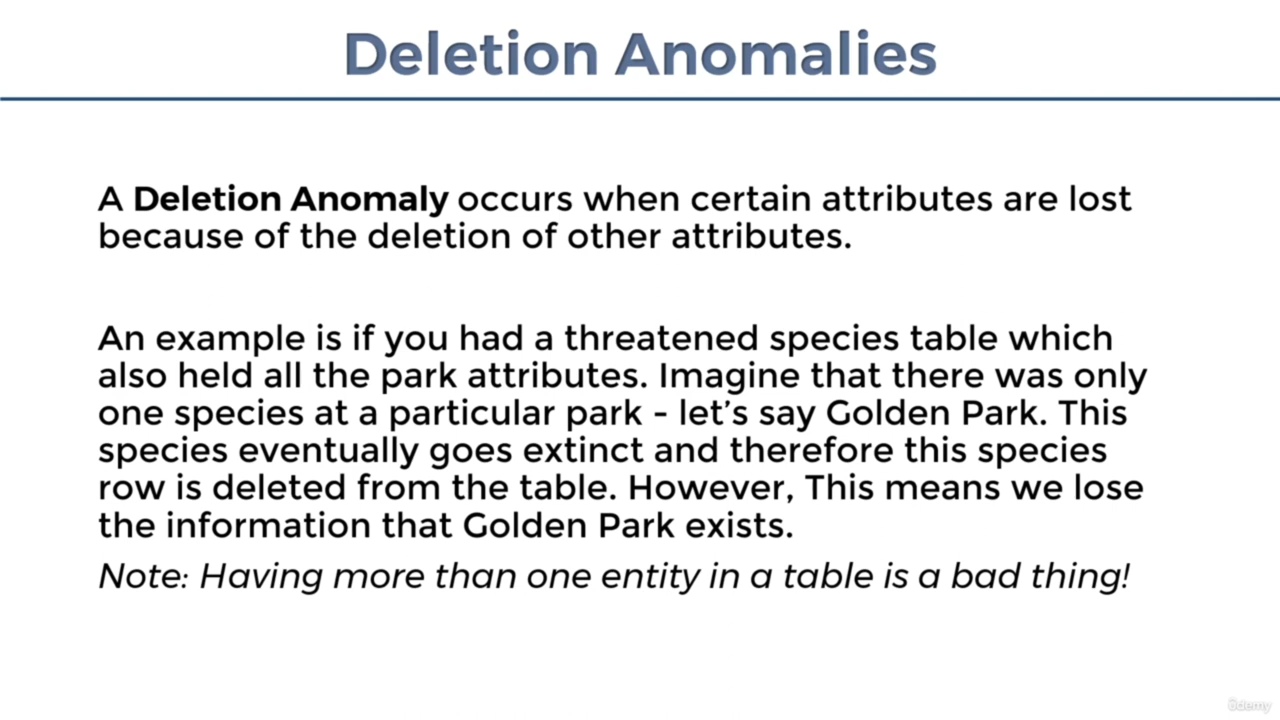 Deletion Anomalies
A Deletion Anomaly occurs when certain attributes are lost
because of the deletion of other attributes.
An example is if you had a threatened species table which
also held all the park attributes. Imagine that there was only
one species at a particular park - let’s say Golden Park. This
species eventually goes extinct and therefore this species
row is deleted from the table. However, This means we lose
the information that Golden Park exists.
Note: Having more than one entity in a table is a bad thing!
ûdemy